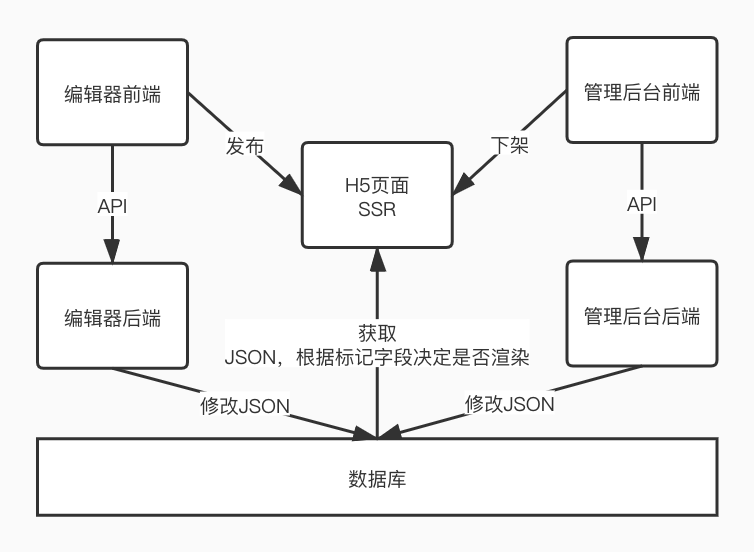 编辑器前端
管理后台前端
发布
下架
H5页面
SSR
API
API
编辑器后端
管理后台后端
获取
JSON，根据标记字段决定是否渲染
修改JSON
修改JSON
数据库